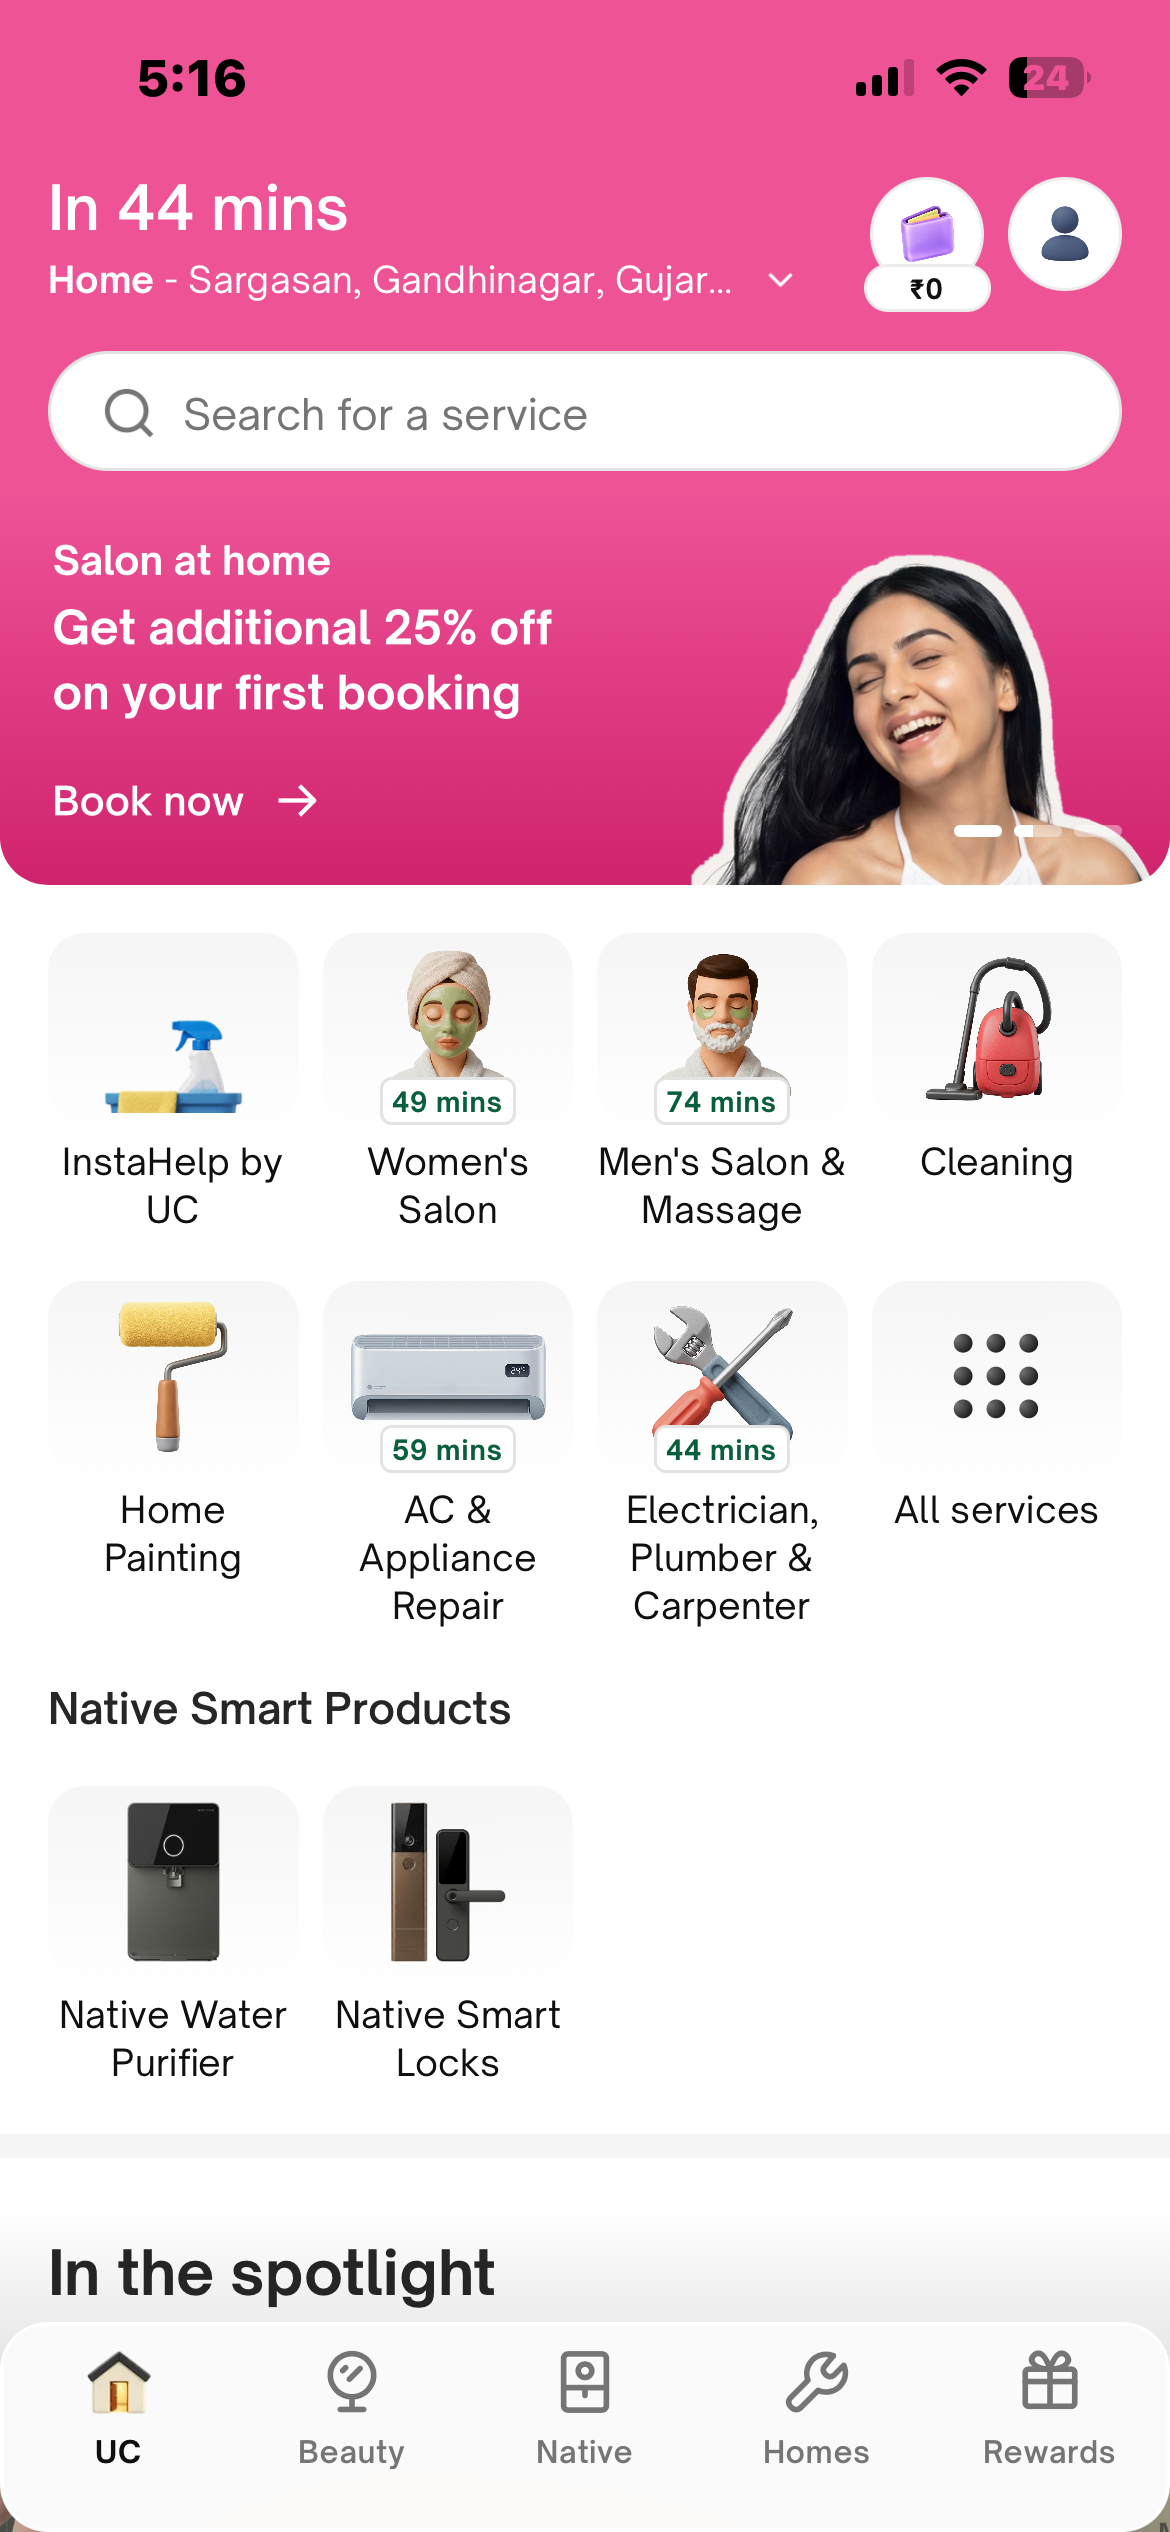 5:16
24
In 44 mins
Home - Sargasan, Gandhinagar, Gujar...
₹0
Search for a service
Salon at home
Get additional 25% off
on your first booking
Book now →
InstaHelp by
UC
49 mins
Women's
Salon
74 mins
Men's Salon &
Massage
Cleaning
Home
Painting
24°C
59 mins
AC &
Appliance
Repair
44 mins
Electrician,
Plumber &
Carpenter
All services
Native Smart Products
Native Water
Purifier
Native Smart
Locks
In the spotlight
UC
Beauty
Native
Homes
Rewards